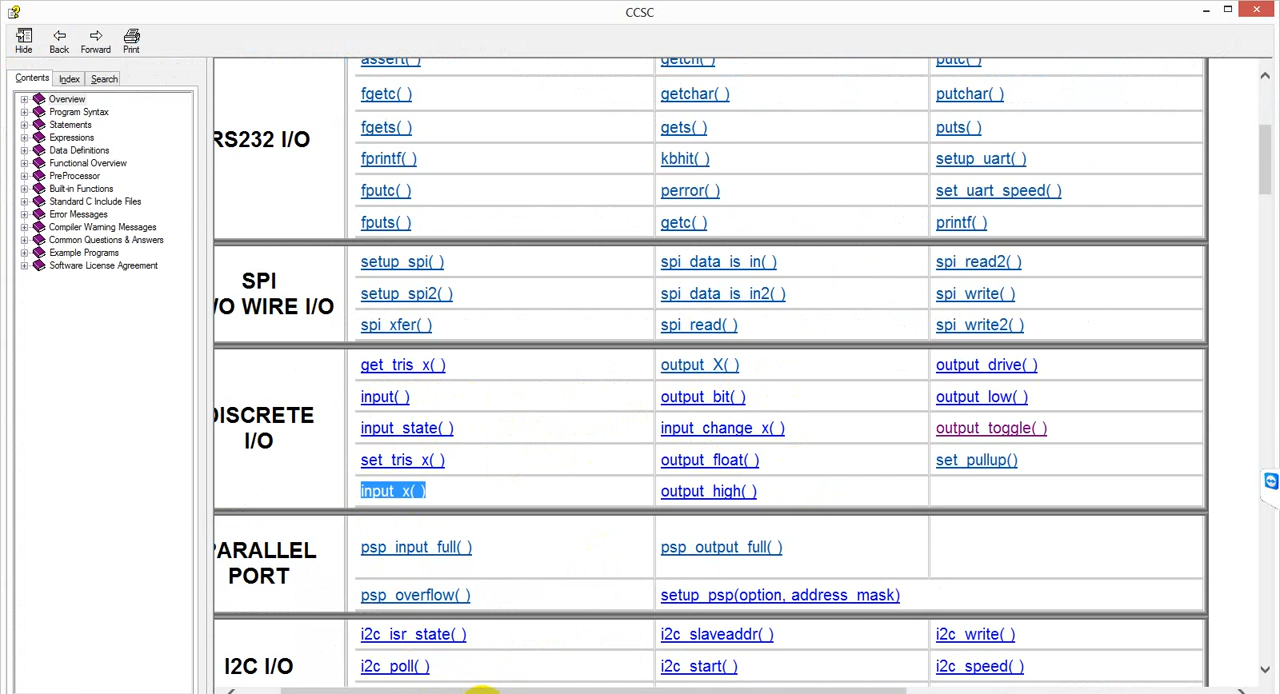 CCSC
Hide Back Forward Print
Contents Index Search
Overview
Program Syntax
Statements
Expressions
Data Definitions
Functional Overview
PreProcessor
Built-in Functions
Standard C Include Files
Error Messages
Compiler Warning Messages
Common Questions & Answers
Example Programs
Software License Agreement
assert( ) getch( ) putc( )
fgetc( ) getchar( ) putchar( )
RS232 I/O
fgets( ) gets( ) puts( )
fprintf( ) kbhit( ) setup_uart( )
fputc( ) perror( ) set_uart_speed( )
fputs( ) getc( ) printf( )
SPI
/O WIRE I/O
setup_spi( ) spi_data_is_in( ) spi_read2( )
setup_spi2( ) spi_data_is_in2( ) spi_write( )
spi_xfer( ) spi_read( ) spi_write2( )
DISCRETE
I/O
get_tris_x( ) output_X( ) output_drive( )
input( ) output_bit( ) output_low( )
input_state( ) input_change_x( ) output_toggle( )
set_tris_x( ) output_float( ) set_pullup()
input_x( ) output_high( )
PARALLEL
PORT
psp_input_full( ) psp_output_full( )
psp_overflow( ) setup_psp(option, address_mask)
I2C I/O
i2c_isr_state( ) i2c_slaveaddr( ) i2c_write( )
i2c_poll( ) i2c_start( ) i2c_speed( )